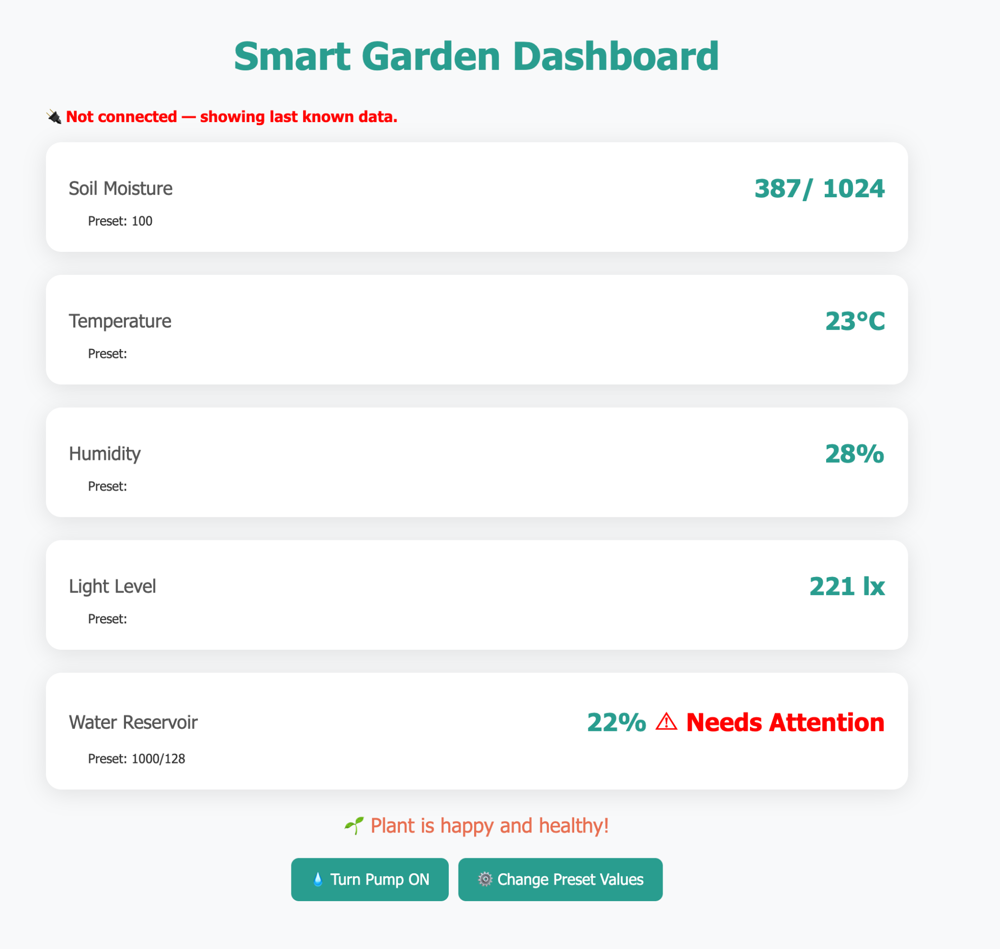 Smart Garden Dashboard
🔌 Not connected — showing last known data.
Soil Moisture 387/ 1024
Preset: 100
Temperature 23°C
Preset:
Humidity 28%
Preset:
Light Level 221 lx
Preset:
Water Reservoir 22% ⚠ Needs Attention
Preset: 1000/128
🌱 Plant is happy and healthy!
💧 Turn Pump ON ⚙️ Change Preset Values